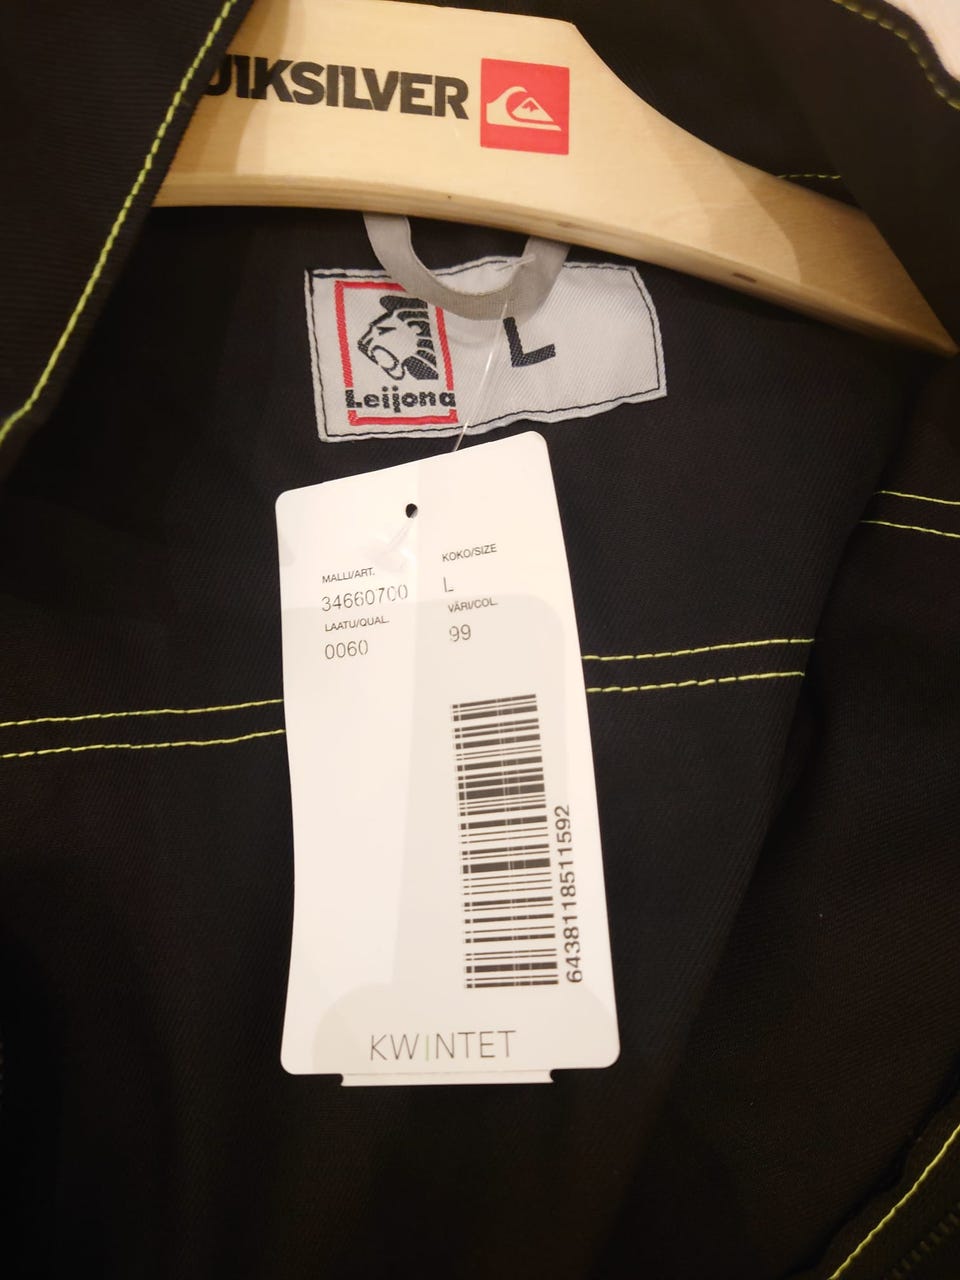 UIKSILVER
Leijona
L
MALLI/ART.
34660700
LAATU/QUAL.
0060
KOKO/SIZE
L
VÄRI/COL.
99
6438118511592
KWINTET